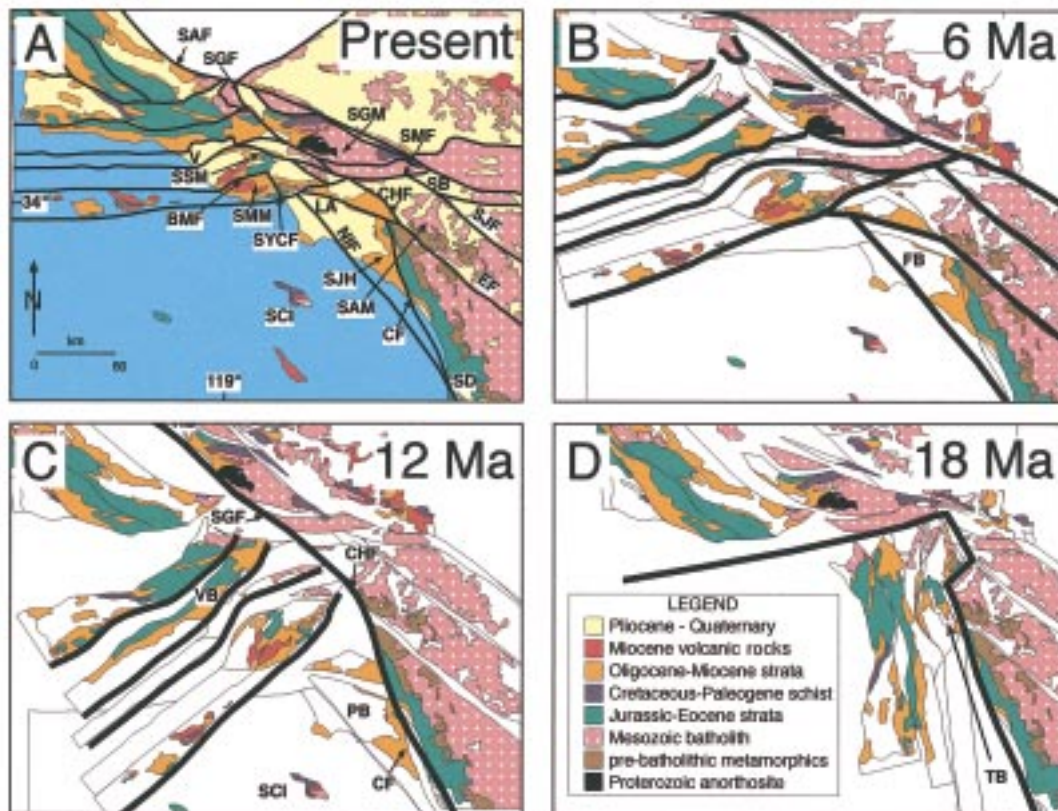 A
Present
SAF
SGF
SGM
SMF
V
SSM
SB
CHF
34°
BMF
SMM
LA
SJF
SYCF
NIF
EF
SJH
SAM
N
SCI
CF
km
0
119°
SD
B
6 Ma
FB
C
12 Ma
SGF
CHF
VB
PB
SCI
CF
D
18 Ma
LEGEND
Pliocene - Quaternary
Miocene volcanic rocks
Oligocene-Miocene strata
Cretaceous-Paleogene schist
Jurassic-Eocene strata
Mesozoic batholith
pre-batholithic metamorphics
Proterozoic anorthosite
TB